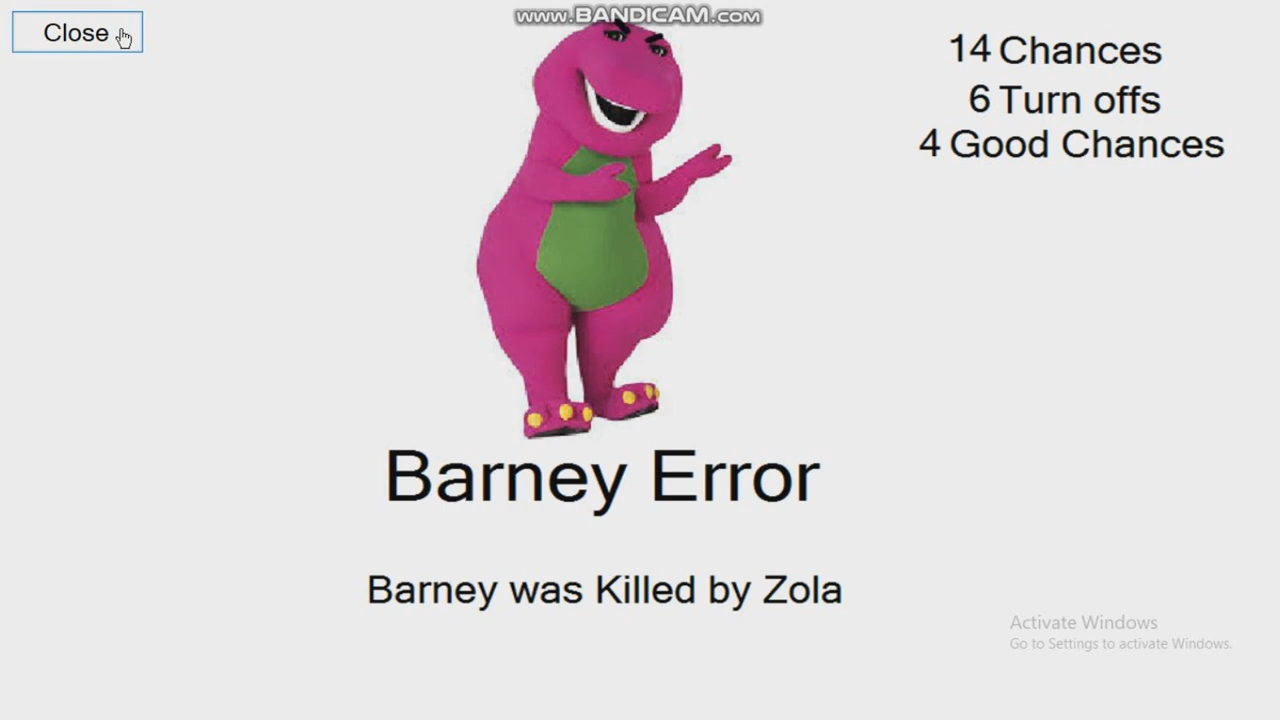 www.BANDICAM.com
Close
14 Chances
6 Turn offs
4 Good Chances
Barney Error
Barney was Killed by Zola
Activate Windows
Go to Settings to activate Windows.